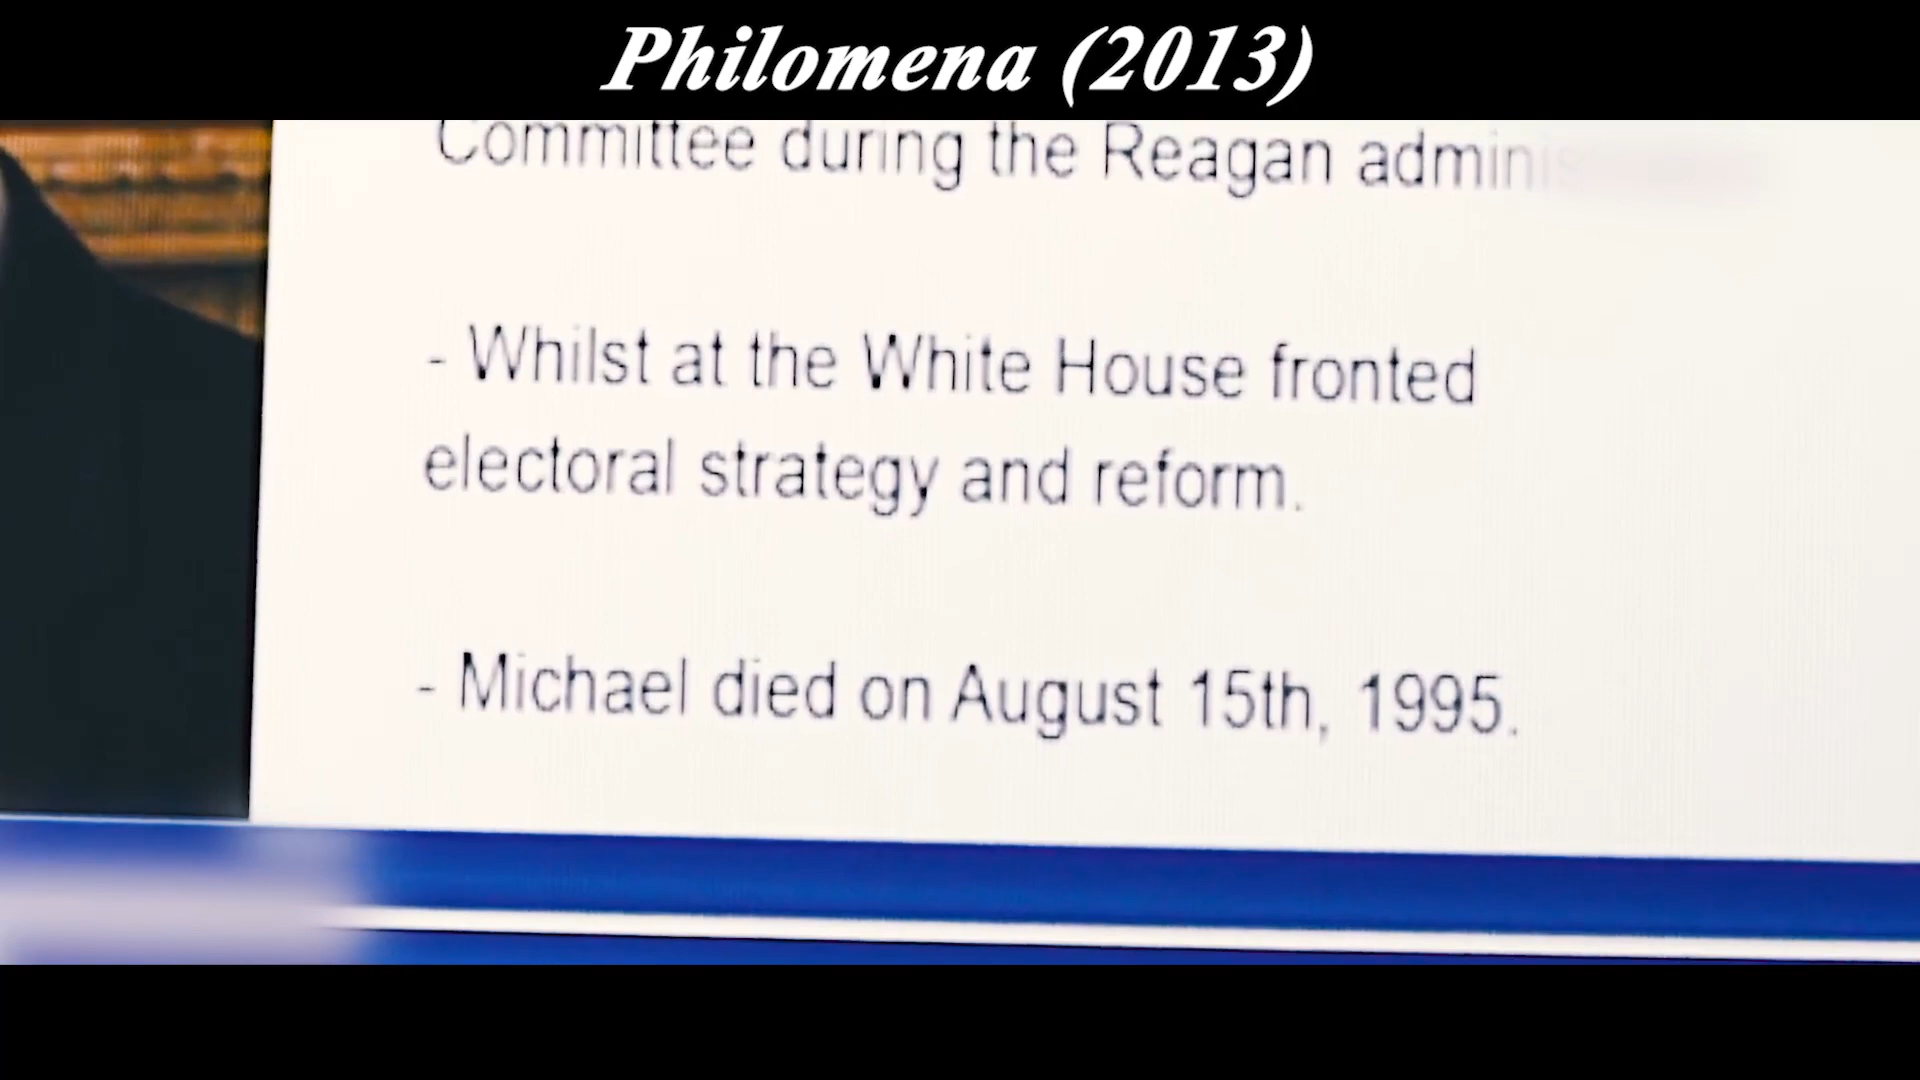 Philomena (2013)
Committee during the Reagan
- Whilst at the White House fronted
electoral strategy and reform.
- Michael died on August 15th, 1995.